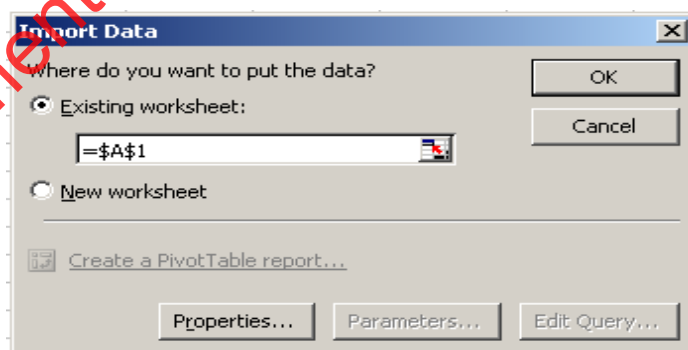 Import Data
Where do you want to put the data?
OK
Existing worksheet:
Cancel
=$A$1
New worksheet
Create a PivotTable report...
Properties... Parameters... Edit Query...